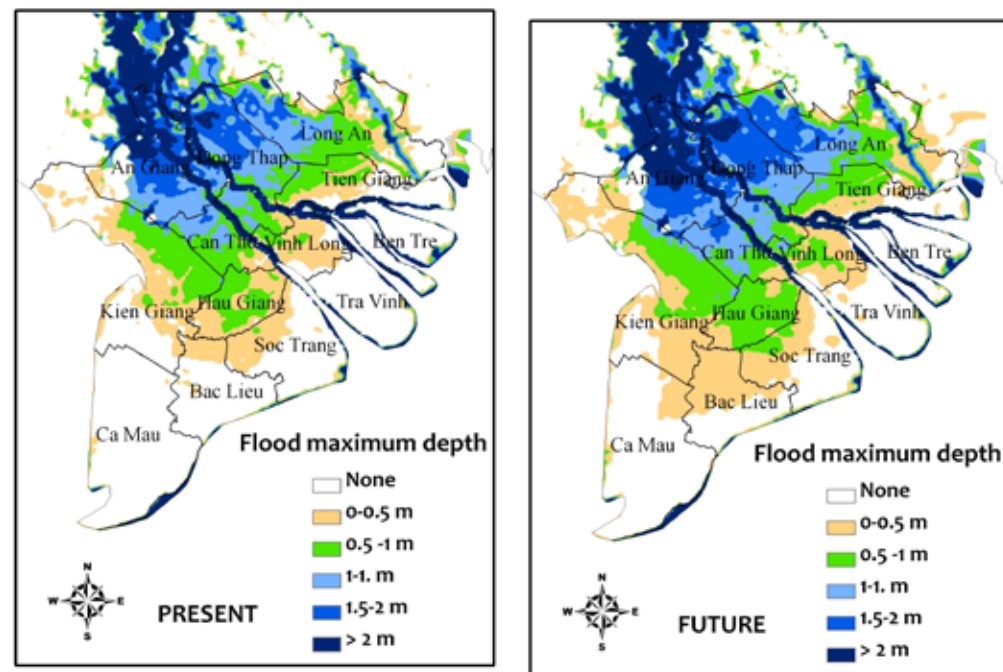 Long An
Dong Thap
An Giang
Tien Giang
Can Tho
Vinh Long
Ben Tre
Hau Giang
Kien Giang
Tra Vinh
Soc Trang
Bac Lieu
Ca Mau
Flood maximum depth
None
0-0.5 m
0.5 -1 m
1-1. m
1.5-2 m
> 2 m
N
W E
S
PRESENT
Long An
Dong Thap
An Giang
Tien Giang
Can Tho
Vinh Long
Ben Tre
Hau Giang
Kien Giang
Tra Vinh
Soc Trang
Bac Lieu
Ca Mau
Flood maximum depth
None
0-0.5 m
0.5 -1 m
1-1. m
1.5-2 m
> 2 m
N
W E
S
FUTURE